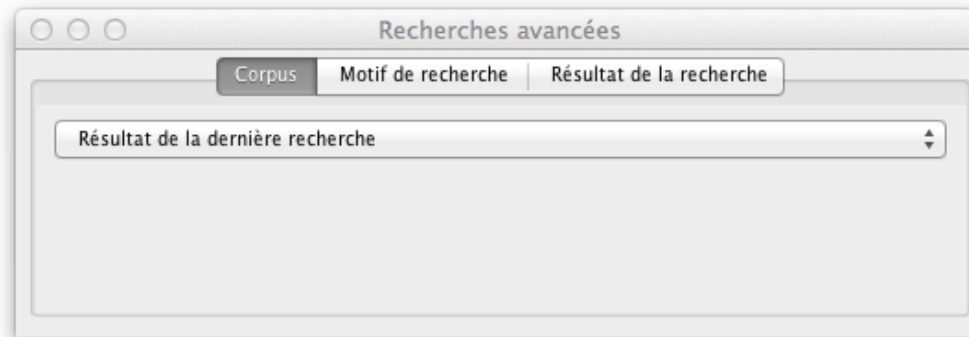 Recherches avancées
Corpus Motif de recherche Résultat de la recherche
Résultat de la dernière recherche